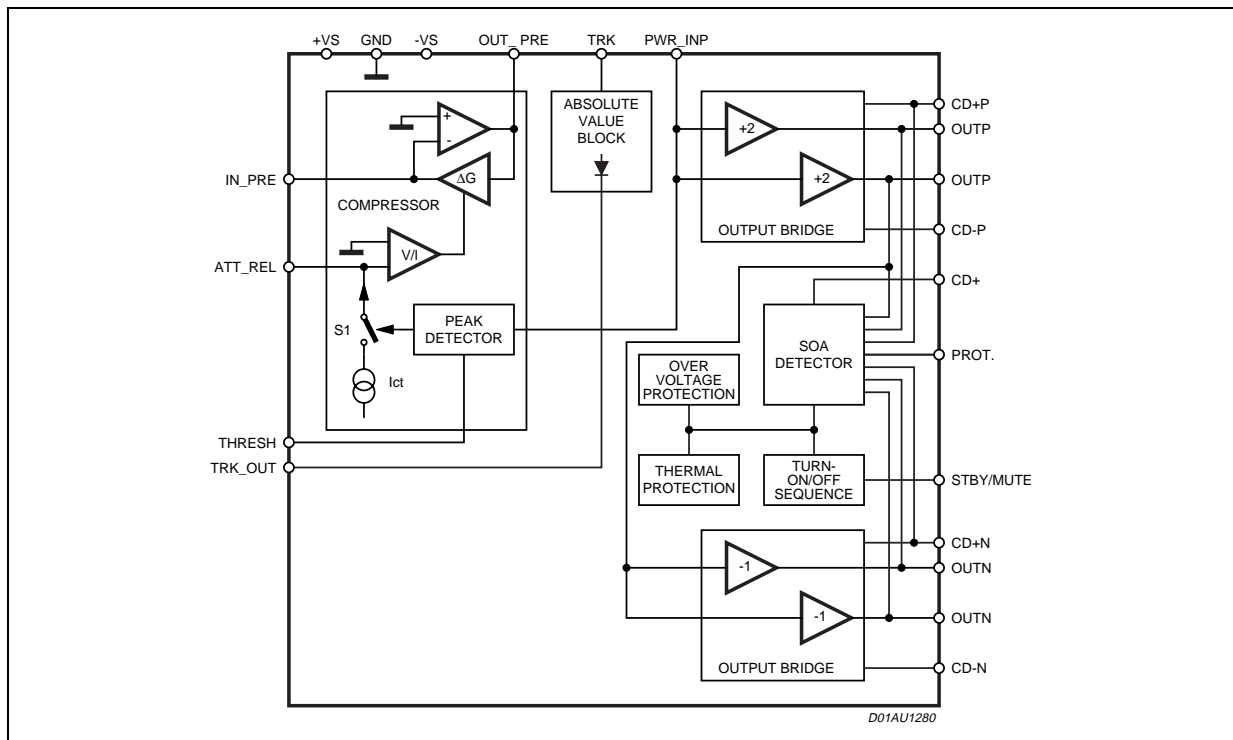 +VS GND -VS OUT_ PRE TRK PWR_INP
ABSOLUTE
VALUE
BLOCK
CD+P
OUTP
OUTP
CD-P
CD+
+2
+2
OUTPUT BRIDGE
+
-
ΔG
COMPRESSOR
IN_PRE
V/I
ATT_REL
S1
PEAK
DETECTOR
Ict
THRESH
TRK_OUT
SOA
DETECTOR
PROT.
OVER
VOLTAGE
PROTECTION
THERMAL
PROTECTION
TURN-
ON/OFF
SEQUENCE
STBY/MUTE
CD+N
OUTN
OUTN
CD-N
-1
-1
OUTPUT BRIDGE
D01AU1280